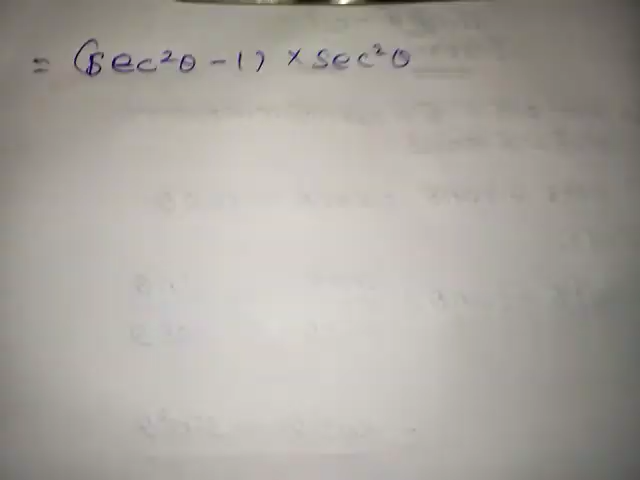 = (sec²θ - 1) × sec²θ